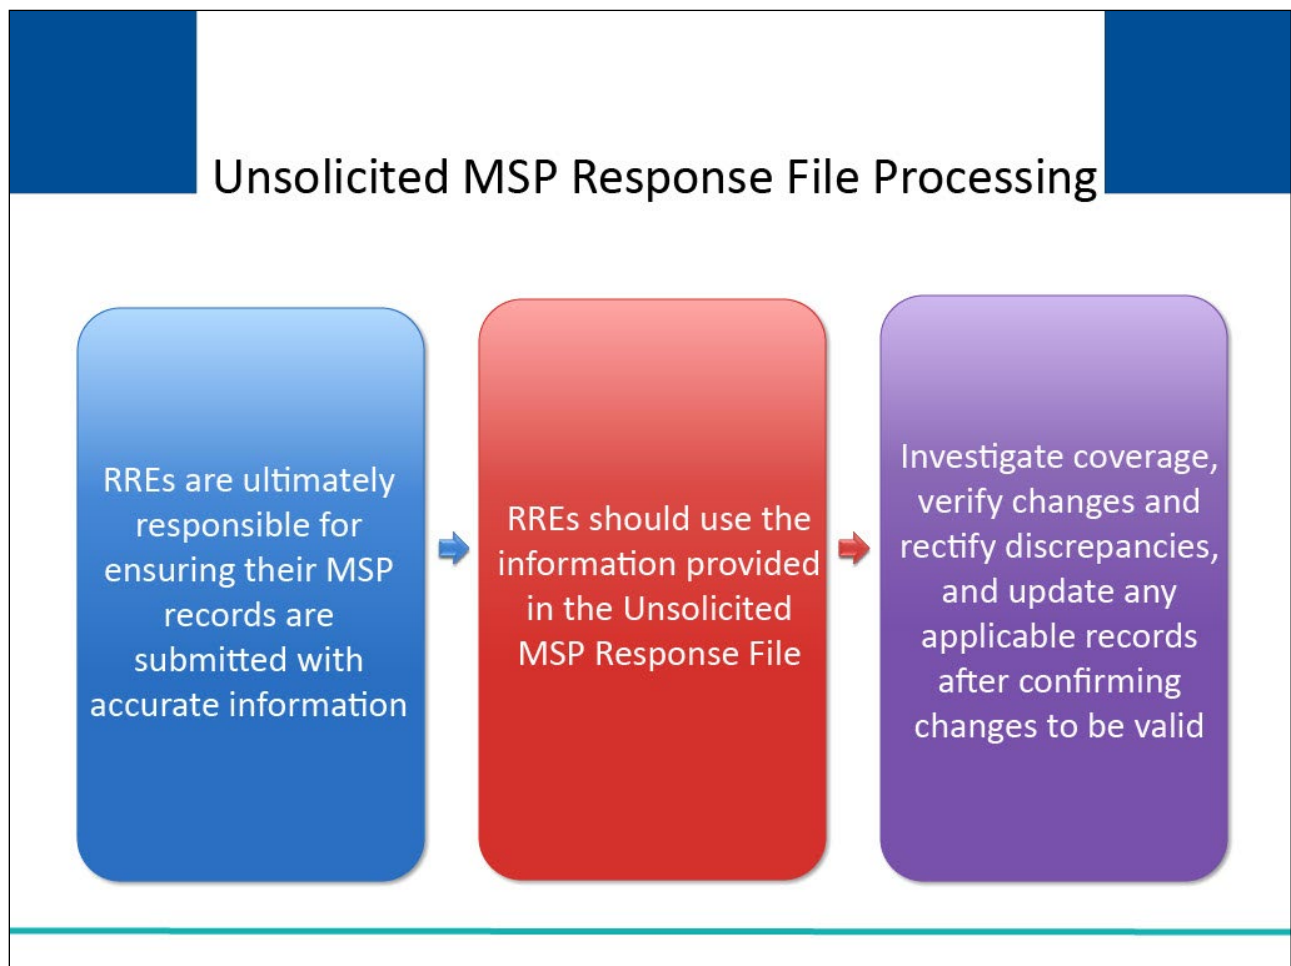 Unsolicited MSP Response File Processing
RREs are ultimately
responsible for
ensuring their MSP
records are
submitted with
accurate information
RREs should use the
information provided
in the Unsolicited
MSP Response File
Investigate coverage,
verify changes and
rectify discrepancies,
and update any
applicable records
after confirming
changes to be valid